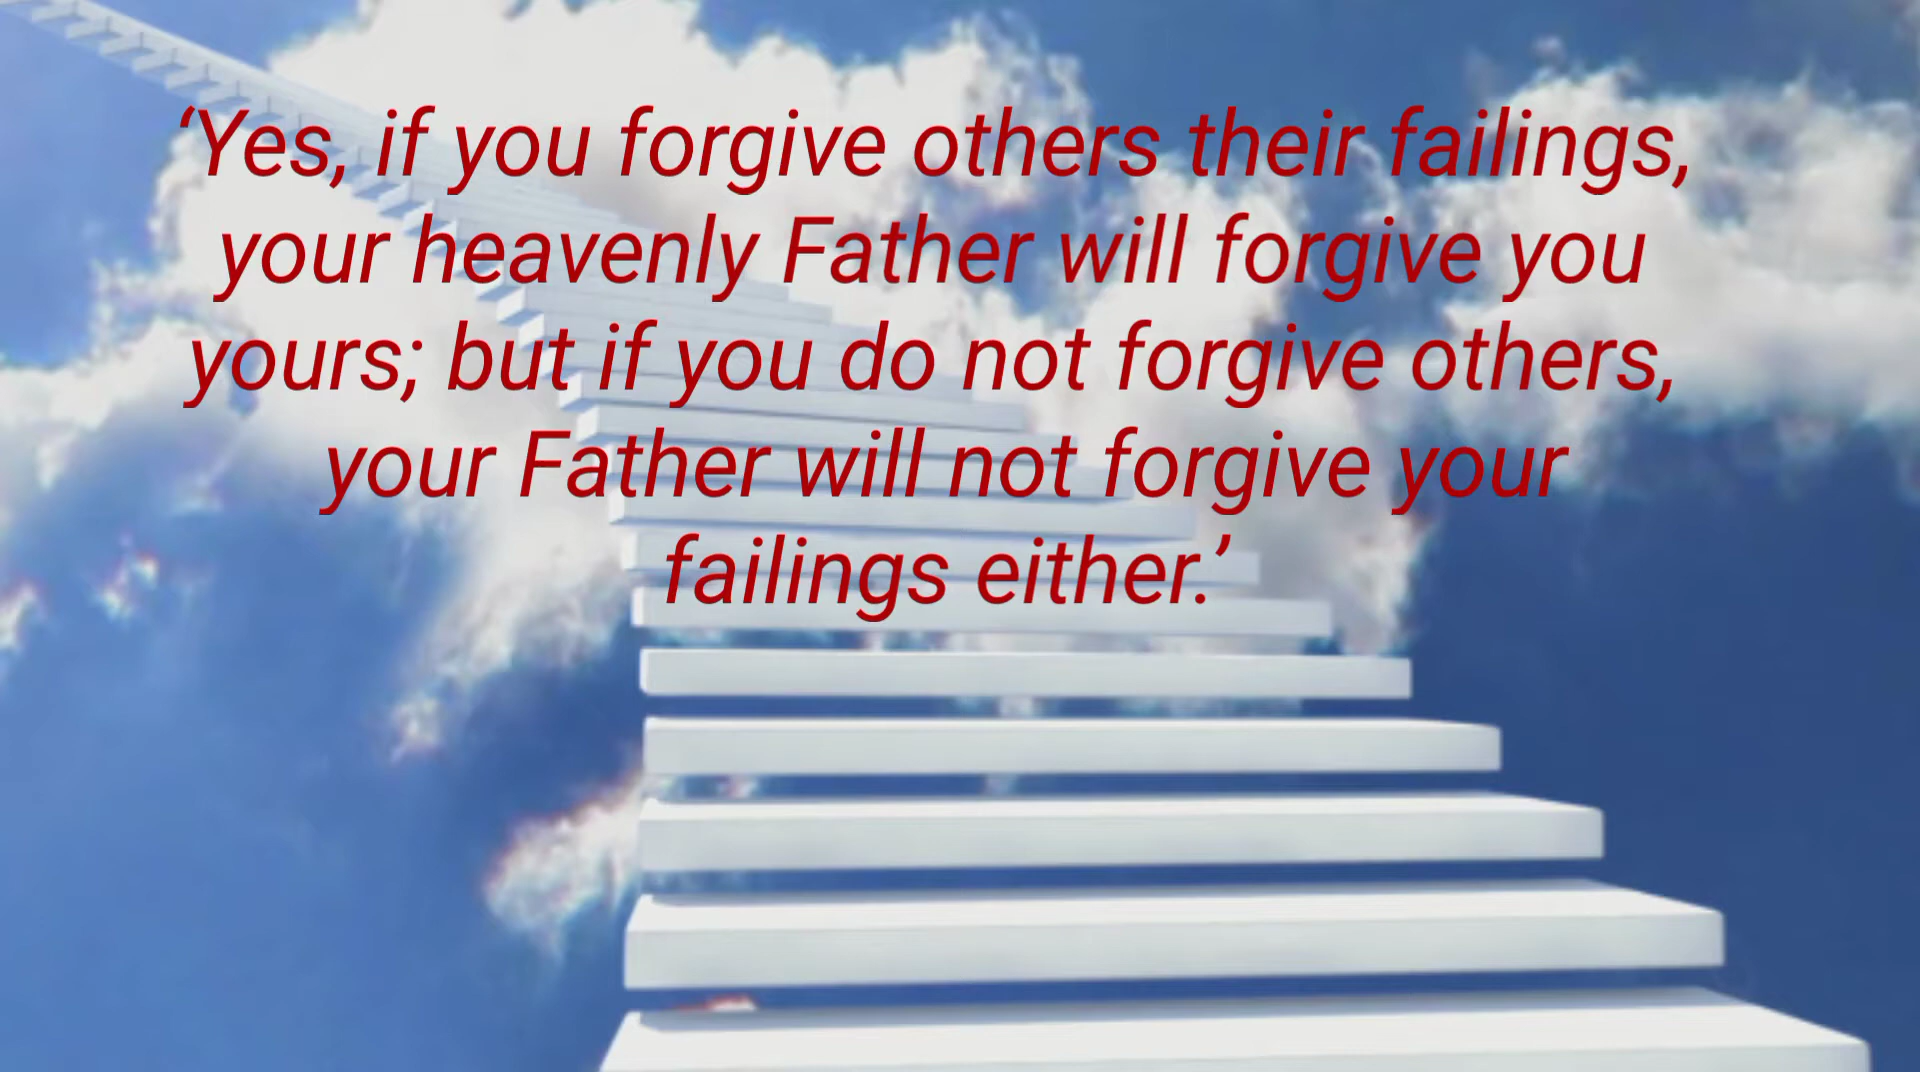 ‘Yes, if you forgive others their failings,
your heavenly Father will forgive you
yours; but if you do not forgive others,
your Father will not forgive your
failings either.’